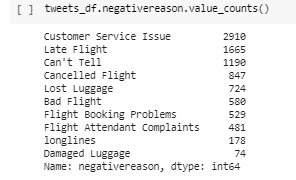 [ ] tweets_df.negativereason.value_counts()
Customer Service Issue 2910
Late Flight 1665
Can't Tell 1190
Cancelled Flight 847
Lost Luggage 724
Bad Flight 580
Flight Booking Problems 529
Flight Attendant Complaints 481
longlines 178
Damaged Luggage 74
Name: negativereason, dtype: int64